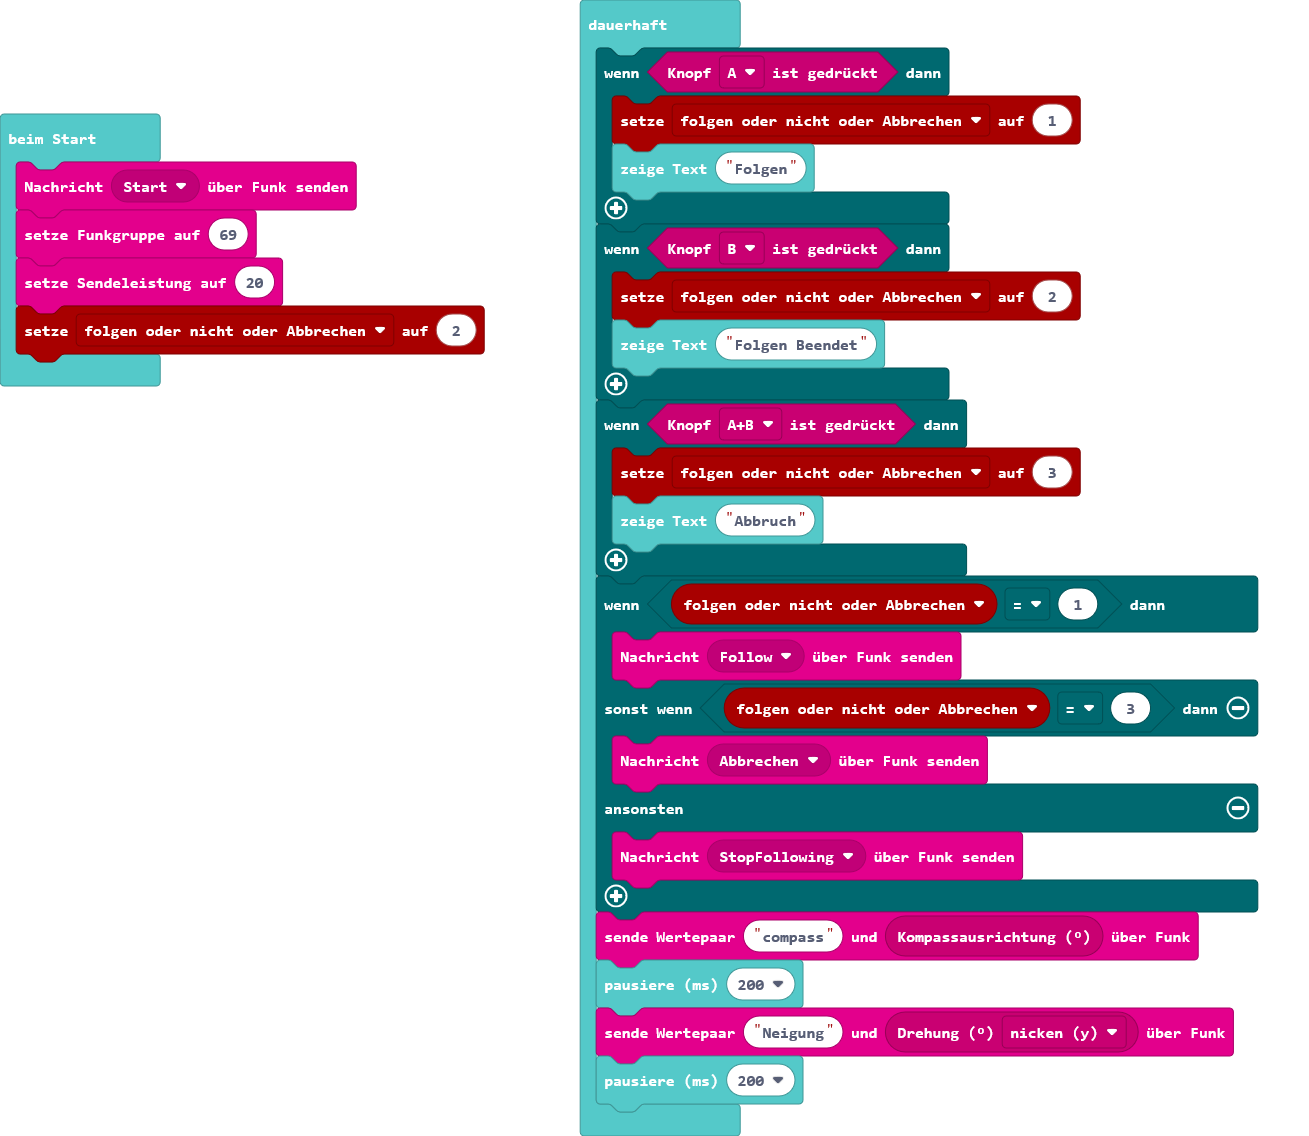 beim Start
Nachricht Start über Funk senden
setze Funkgruppe auf 69
setze Sendeleistung auf 20
setze folgen oder nicht oder Abbrechen auf 2
dauerhaft
wenn Knopf A ist gedrückt dann
setze folgen oder nicht oder Abbrechen auf 1
zeige Text "Folgen"
wenn Knopf B ist gedrückt dann
setze folgen oder nicht oder Abbrechen auf 2
zeige Text "Folgen Beendet"
wenn Knopf A+B ist gedrückt dann
setze folgen oder nicht oder Abbrechen auf 3
zeige Text "Abbruch"
wenn folgen oder nicht oder Abbrechen = 1 dann
Nachricht Follow über Funk senden
sonst wenn folgen oder nicht oder Abbrechen = 3 dann
Nachricht Abbrechen über Funk senden
ansonsten
Nachricht StopFollowing über Funk senden
sende Wertepaar "compass" und Kompassausrichtung (º) über Funk
pausiere (ms) 200
sende Wertepaar "Neigung" und Drehung (º) nicken (y) über Funk
pausiere (ms) 200